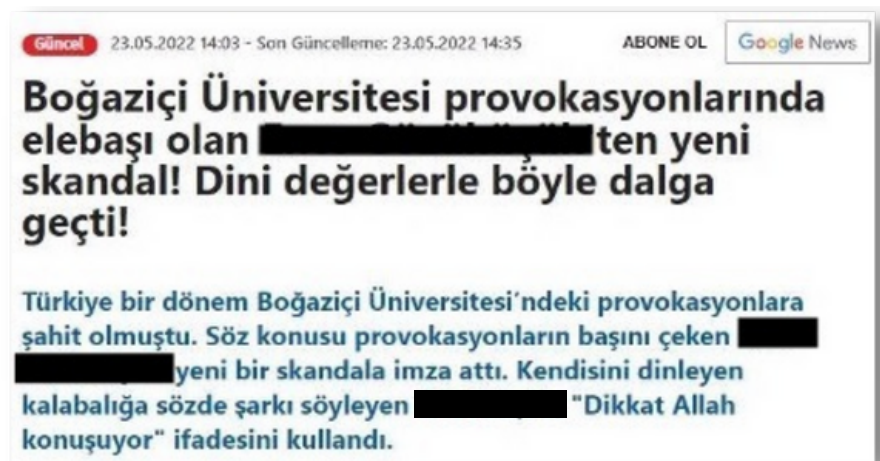 Güncel 23.05.2022 14:03 - Son Güncelleme: 23.05.2022 14:35 ABONE OL Google News
Boğaziçi Üniversitesi provokasyonlarında
elebaşı olan ten yeni
skandal! Dini değerlerle böyle dalga
geçti!
Türkiye bir dönem Boğaziçi Üniversitesi´ndeki provokasyonlara
şahit olmuştu. Söz konusu provokasyonların başını çeken
yeni bir skandala imza attı. Kendisini dinleyen
kalabalığa sözde şarkı söyleyen "Dikkat Allah
konuşuyor" ifadesini kullandı.